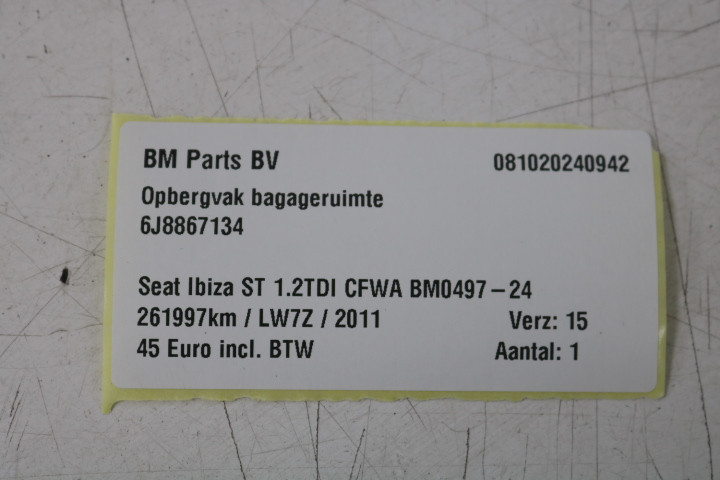 BM Parts BV 081020240942
Opbergvak bagageruimte
6J8867134
Seat Ibiza ST 1.2TDI CFWA BM0497-24
261997km / LW7Z / 2011 Verz: 15
45 Euro incl. BTW Aantal: 1